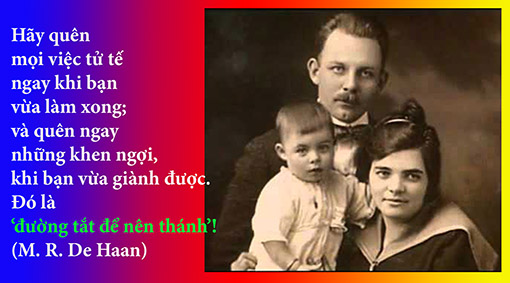 Hãy quên
mọi việc tử tế
ngay khi bạn
vừa làm xong;
và quên ngay
những khen ngợi,
khi bạn vừa giành được.
Đó là
‘đường tắt để nên thánh’!
(M. R. De Haan)